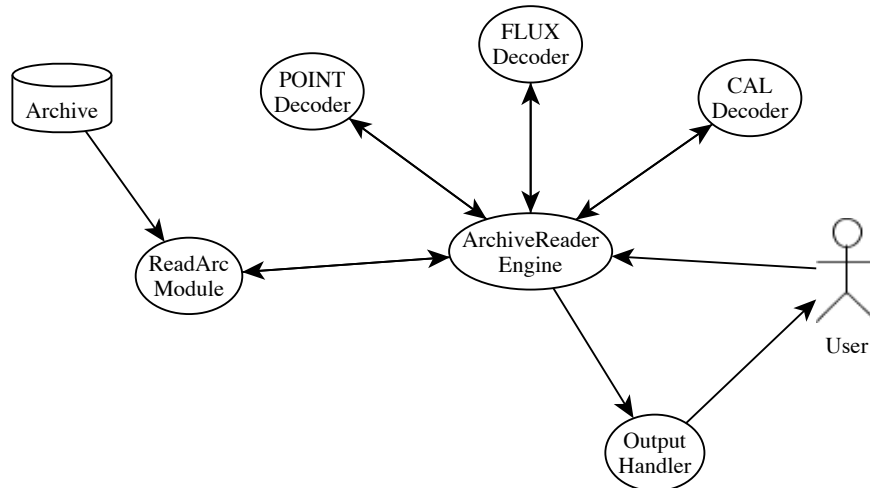 FLUX
Decoder
POINT
Decoder
CAL
Decoder
Archive
ArchiveReader
Engine
ReadArc
Module
User
Output
Handler